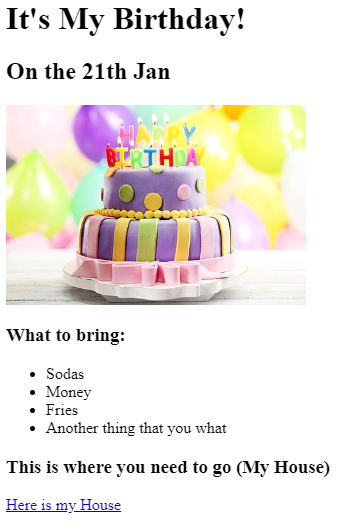 It's My Birthday!
On the 21th Jan
HAPPY
BIRTHDAY
What to bring:
Sodas
Money
Fries
Another thing that you what
This is where you need to go (My House)
Here is my House